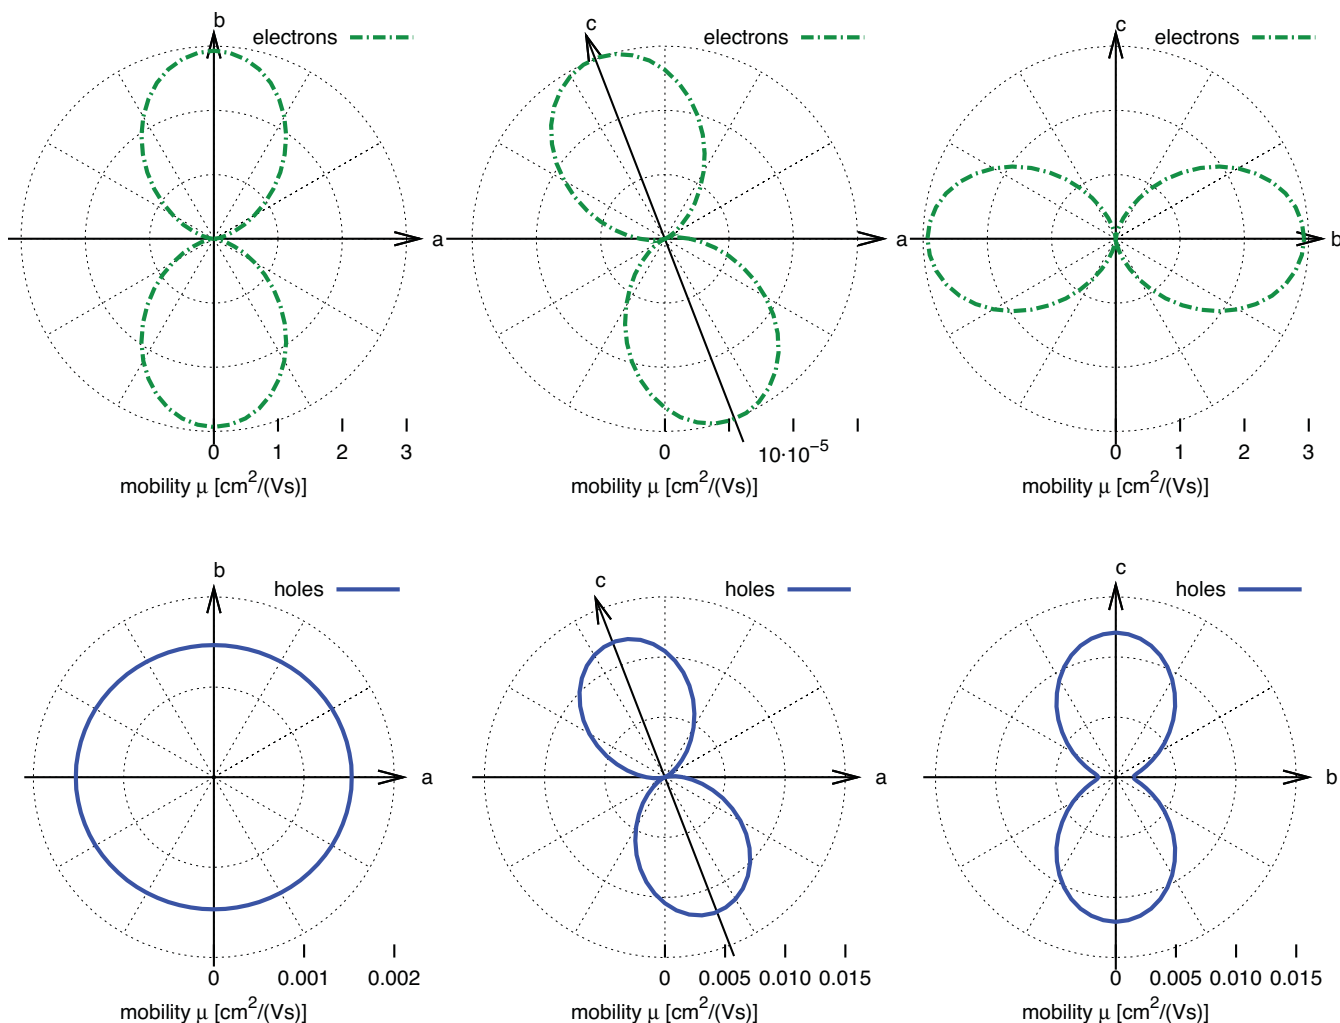 b
electrons
a
0 1 2 3
mobility μ [cm²/(Vs)]
c
electrons
a
0 10·10⁻⁵
mobility μ [cm²/(Vs)]
c
electrons
b
0 1 2 3
mobility μ [cm²/(Vs)]
b
holes
a
0 0.001 0.002
mobility μ [cm²/(Vs)]
c
holes
a
0 0.005 0.010 0.015
mobility μ [cm²/(Vs)]
c
holes
b
0 0.005 0.010 0.015
mobility μ [cm²/(Vs)]